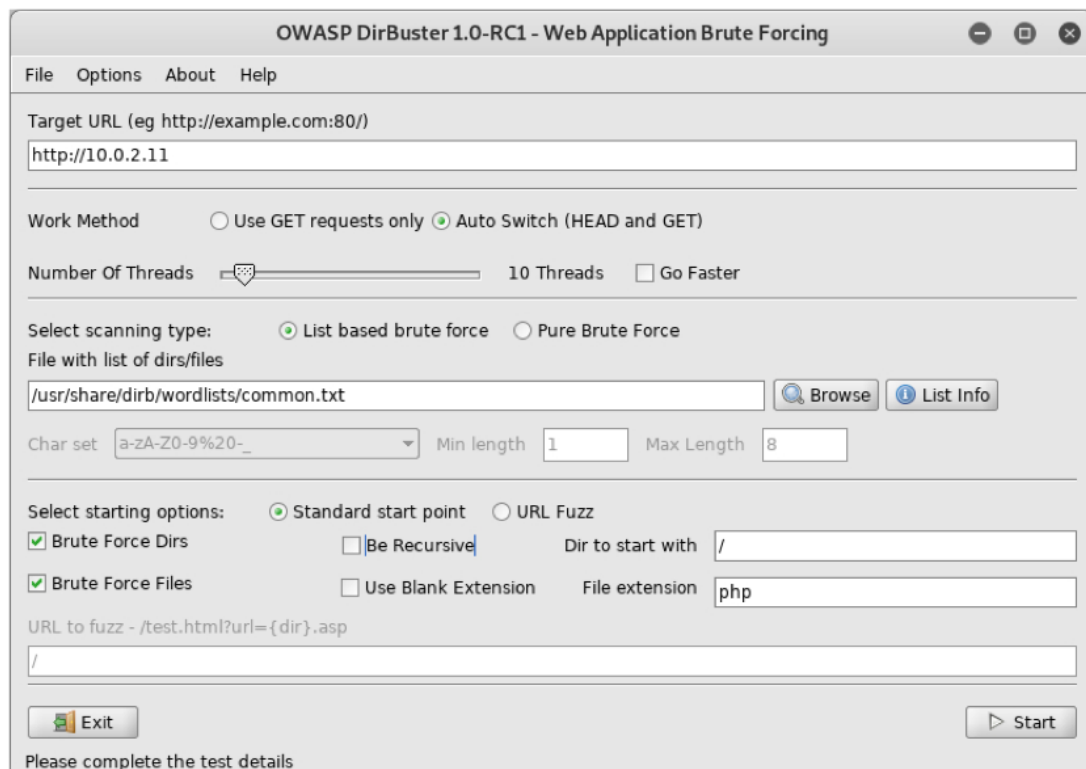 OWASP DirBuster 1.0-RC1 - Web Application Brute Forcing
File Options About Help
Target URL (eg http://example.com:80/)
http://10.0.2.11
Work Method Use GET requests only Auto Switch (HEAD and GET)
Number Of Threads 10 Threads Go Faster
Select scanning type: List based brute force Pure Brute Force
File with list of dirs/files
/usr/share/dirb/wordlists/common.txt Browse List Info
Char set a-zA-Z0-9%20-_ Min length 1 Max Length 8
Select starting options: Standard start point URL Fuzz
Brute Force Dirs Be Recursive Dir to start with /
Brute Force Files Use Blank Extension File extension php
URL to fuzz - /test.html?url={dir}.asp
/
Exit Start
Please complete the test details